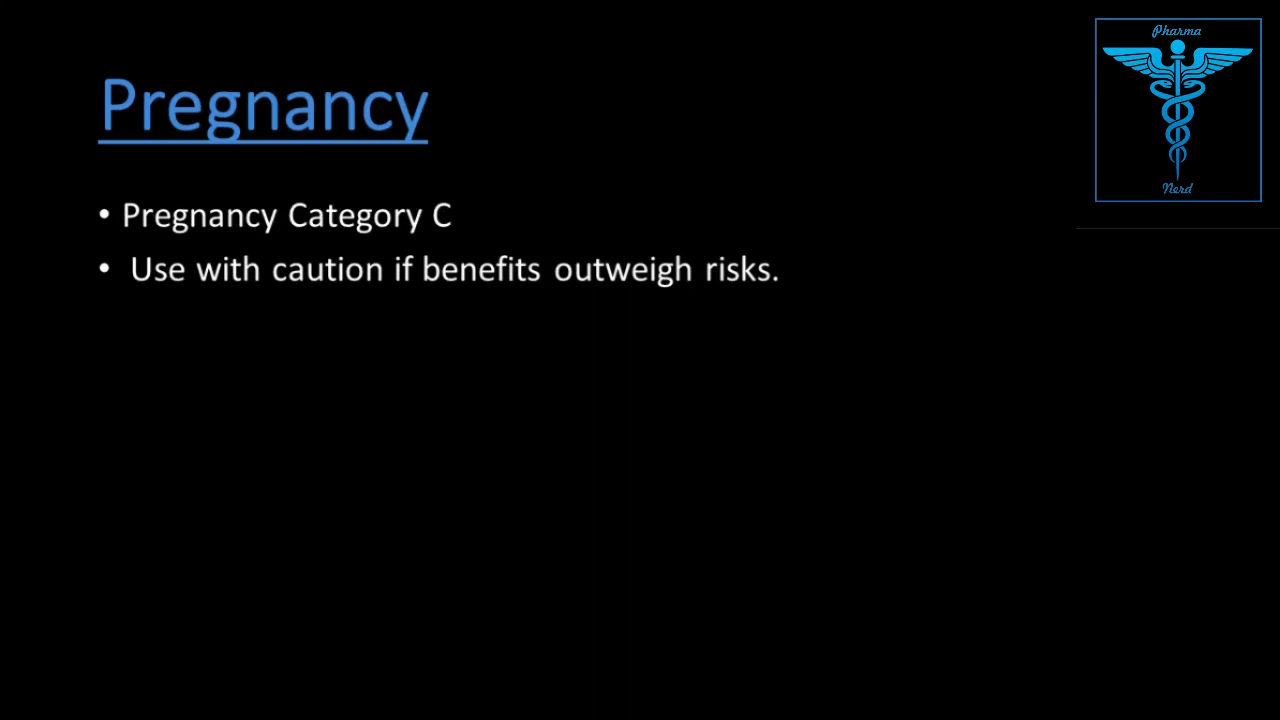 Pharma
Pregnancy
Nerd
• Pregnancy Category C
• Use with caution if benefits outweigh risks.